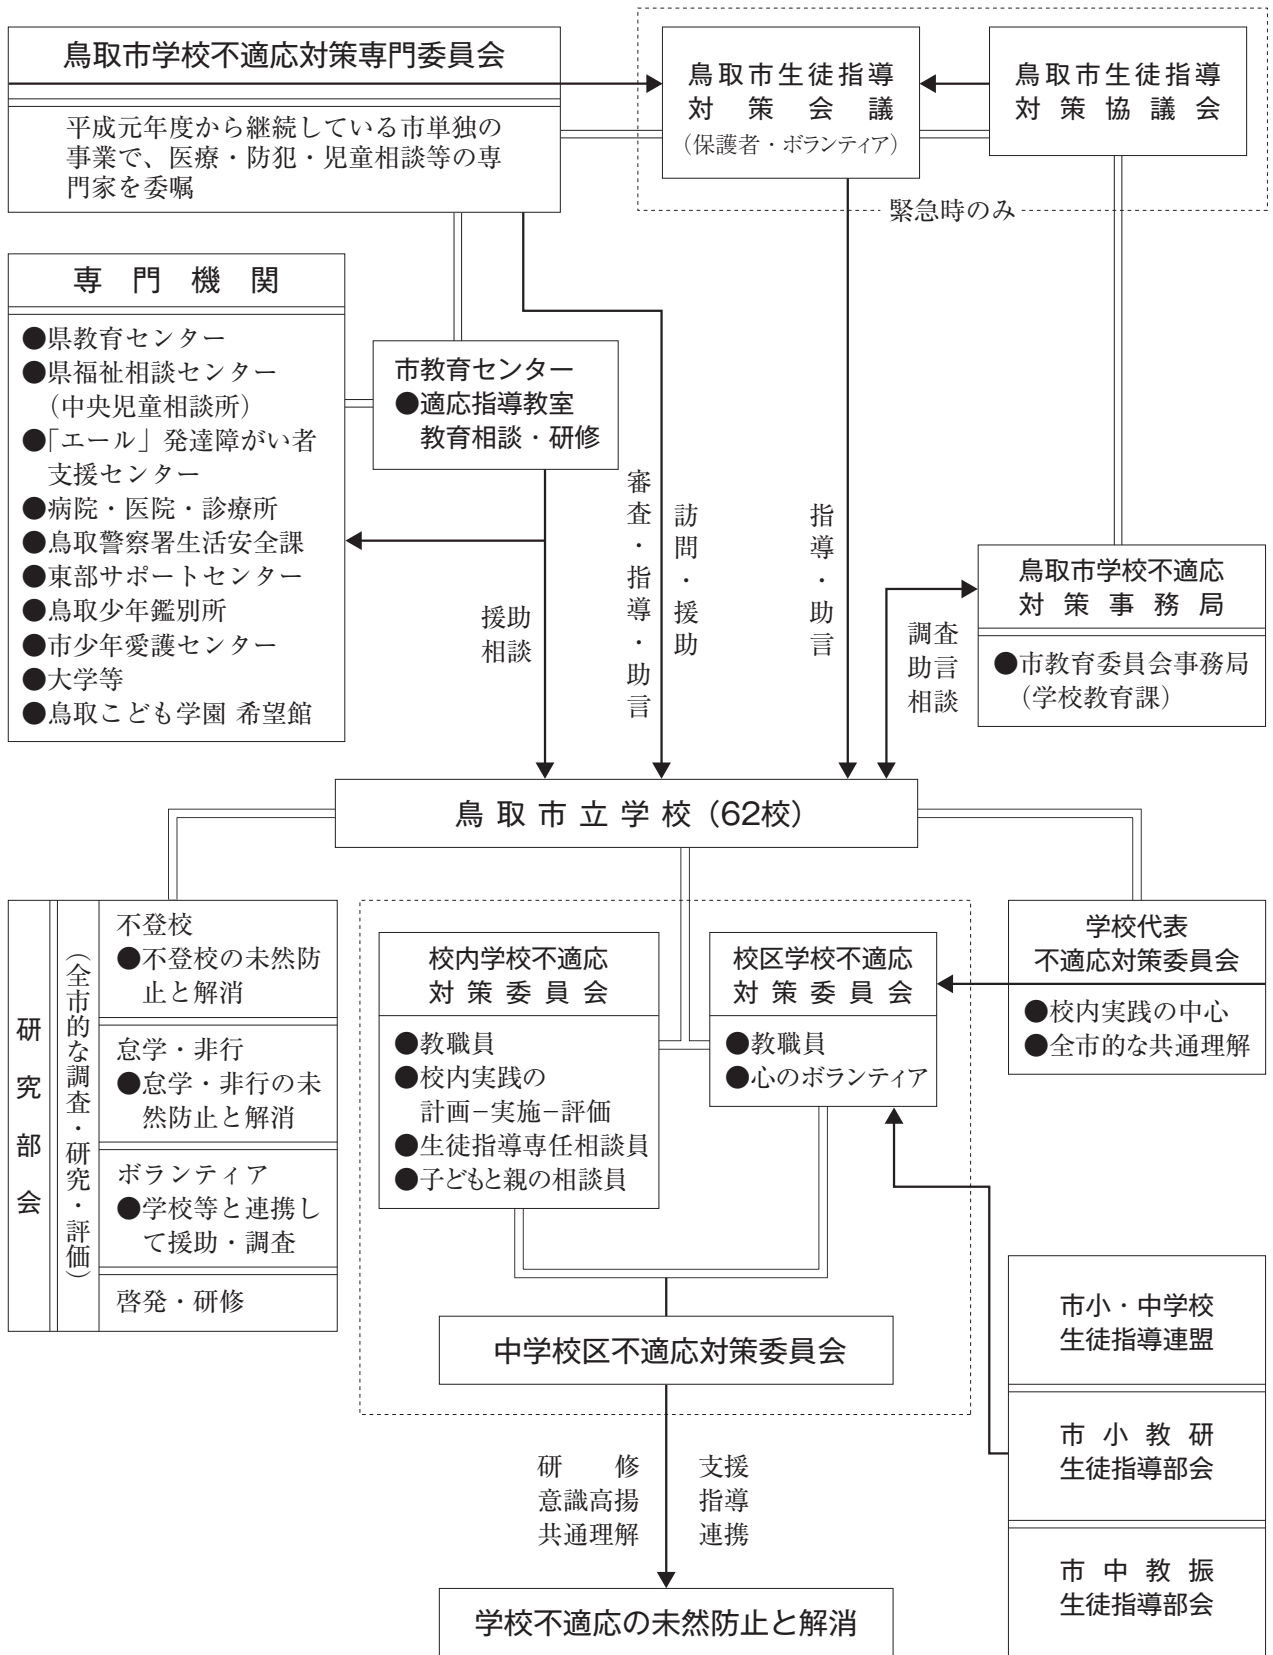 鳥取市学校不適応対策専門委員会
平成元年度から継続している市単独の
事業で、医療・防犯・児童相談等の専
門家を委嘱
鳥取市生徒指導
対策会議
（保護者・ボランティア）
鳥取市生徒指導
対策協議会
緊急時のみ
専門機関
●県教育センター
●県福祉相談センター
（中央児童相談所）
●「エール」発達障がい者
支援センター
●病院・医院・診療所
●鳥取警察署生活安全課
●東部サポートセンター
●鳥取少年鑑別所
●市少年愛護センター
●大学等
●鳥取こども学園 希望館
市教育センター
●適応指導教室
教育相談・研修
援助
相談
審査・指導・助言
訪問・援助
指導・助言
調査
助言
相談
鳥取市学校不適応
対策事務局
●市教育委員会事務局
（学校教育課）
鳥取市立学校（62校）
研究部会
（全市的な調査・研究・評価）
不登校
●不登校の未然防
止と解消
怠学・非行
●怠学・非行の未
然防止と解消
ボランティア
●学校等と連携し
て援助・調査
啓発・研修
校内学校不適応
対策委員会
●教職員
●校内実践の
計画−実施−評価
●生徒指導専任相談員
●子どもと親の相談員
校区学校不適応
対策委員会
●教職員
●心のボランティア
学校代表
不適応対策委員会
●校内実践の中心
●全市的な共通理解
中学校区不適応対策委員会
市小・中学校
生徒指導連盟
市小教研
生徒指導部会
市中教振
生徒指導部会
研修
意識高揚
共通理解
支援
指導
連携
学校不適応の未然防止と解消